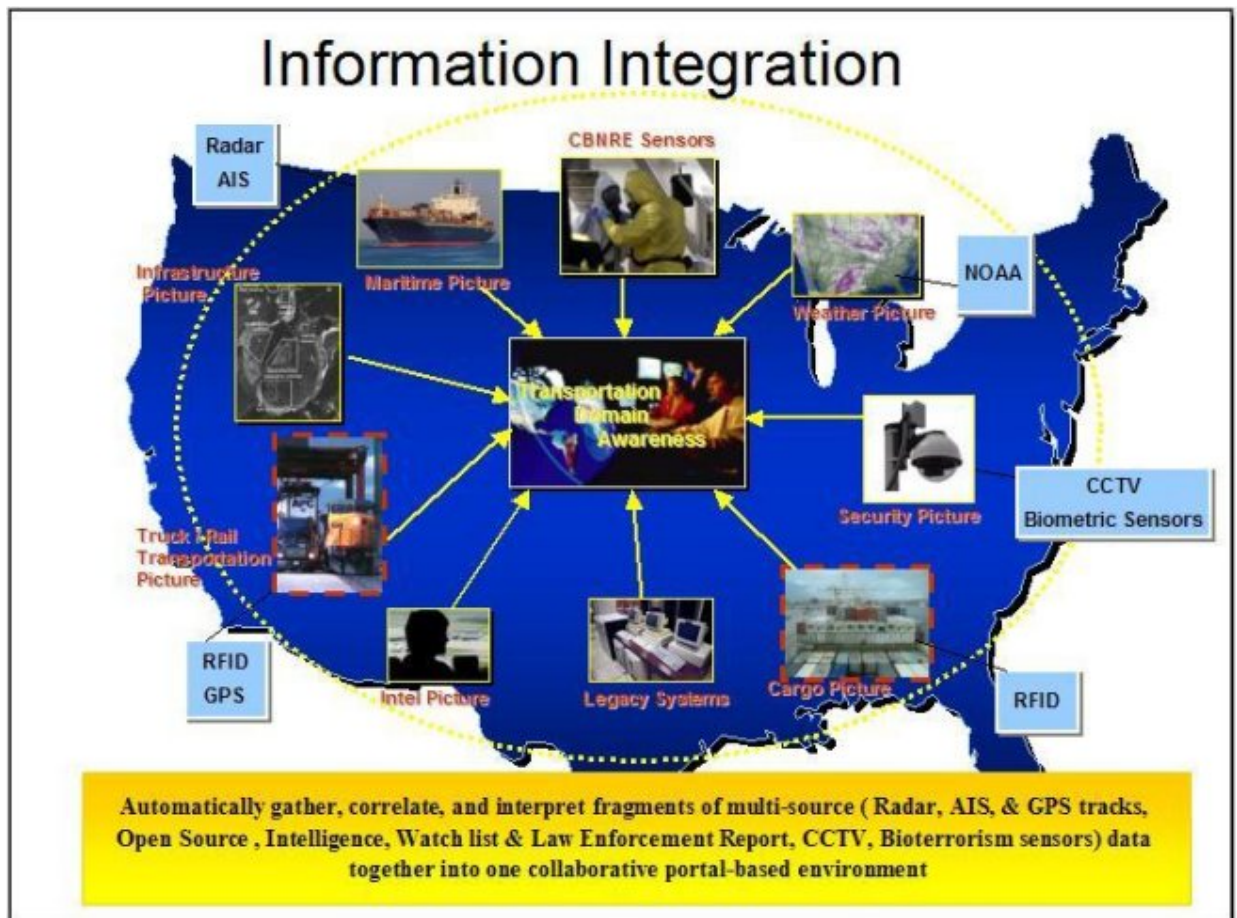 Information Integration
Radar
AIS
CBNRE Sensors
Infrastructure
Picture
Maritime Picture
Weather Picture
NOAA
Transportation
Domain
Awareness
Security Picture
CCTV
Biometric Sensors
Truck / Rail
Transportation
Picture
RFID
GPS
Intel Picture
Legacy Systems
Cargo Picture
RFID
Automatically gather, correlate, and interpret fragments of multi-source ( Radar, AIS, & GPS tracks,
Open Source , Intelligence, Watch list & Law Enforcement Report, CCTV, Bioterrorism sensors) data
together into one collaborative portal-based environment